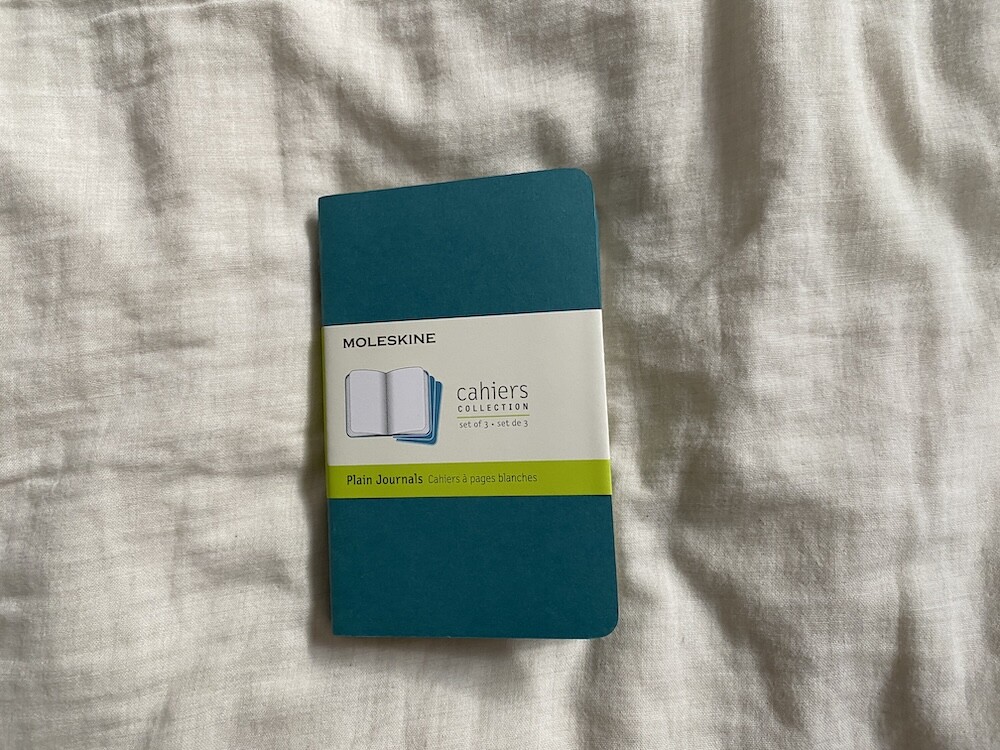 MOLESKINE
cahiers
COLLECTION
set of 3 • set de 3
Plain Journals Cahiers à pages blanches